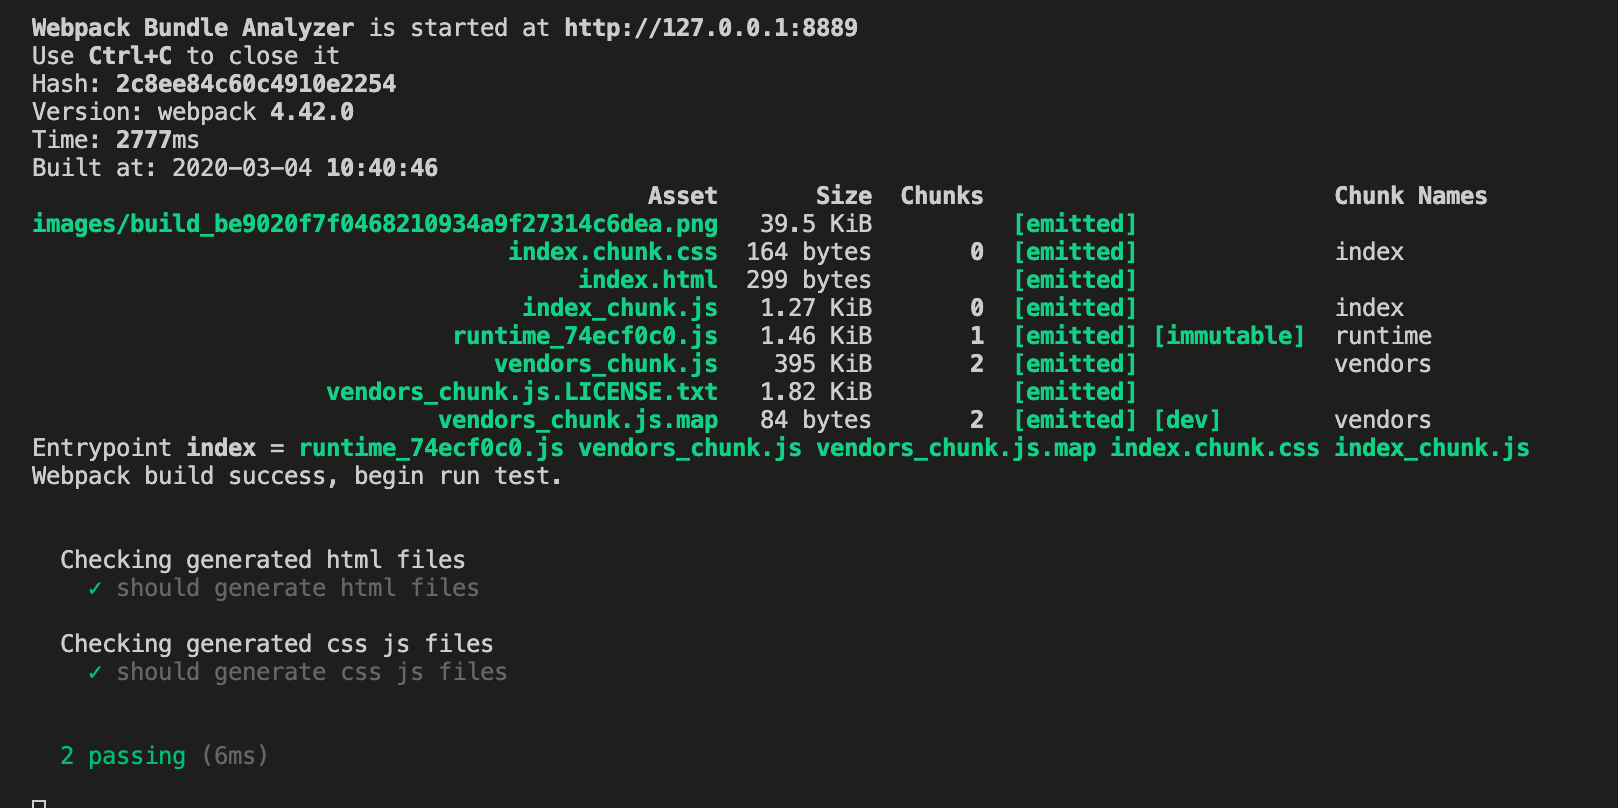 Webpack Bundle Analyzer is started at http://127.0.0.1:8889
Use Ctrl+C to close it
Hash: 2c8ee84c60c4910e2254
Version: webpack 4.42.0
Time: 2777ms
Built at: 2020-03-04 10:40:46
Asset Size Chunks Chunk Names
images/build_be9020f7f0468210934a9f27314c6dea.png 39.5 KiB [emitted]
index.chunk.css 164 bytes 0 [emitted] index
index.html 299 bytes [emitted]
index_chunk.js 1.27 KiB 0 [emitted] index
runtime_74ecf0c0.js 1.46 KiB 1 [emitted] [immutable] runtime
vendors_chunk.js 395 KiB 2 [emitted] vendors
vendors_chunk.js.LICENSE.txt 1.82 KiB [emitted]
vendors_chunk.js.map 84 bytes 2 [emitted] [dev] vendors
Entrypoint index = runtime_74ecf0c0.js vendors_chunk.js vendors_chunk.js.map index.chunk.css index_chunk.js
Webpack build success, begin run test.
Checking generated html files
✓ should generate html files
Checking generated css js files
✓ should generate css js files
2 passing (6ms)